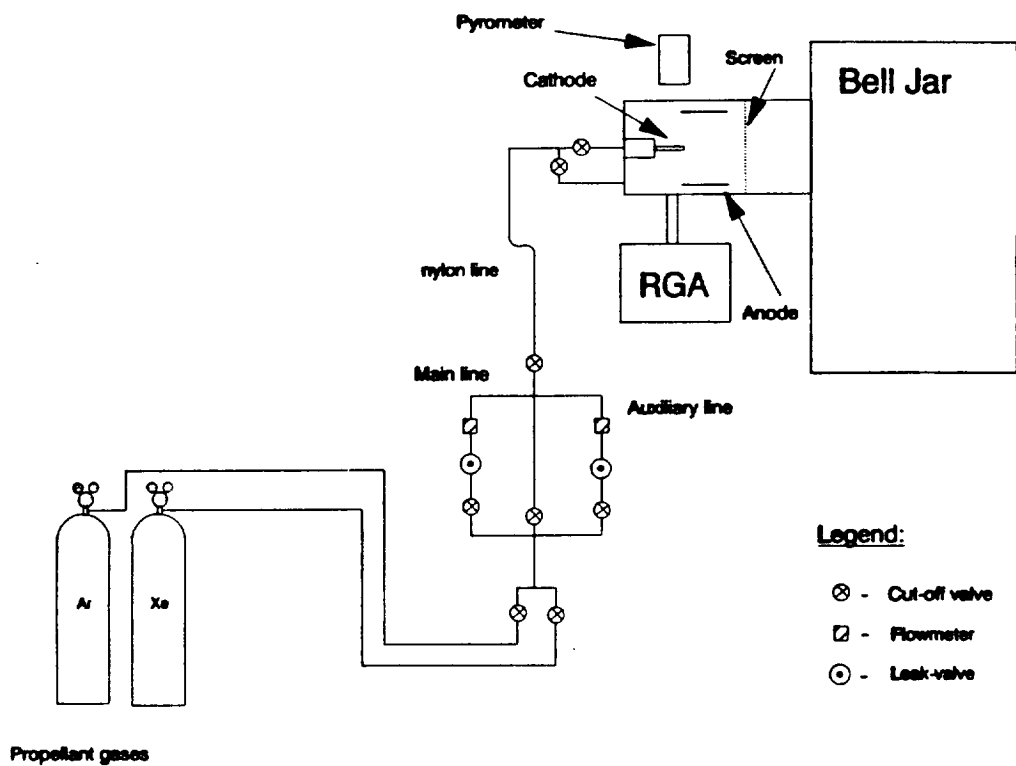 Pyrometer
Screen
Bell Jar
Cathode
nylon line
RGA
Anode
Main line
Auxiliary line
Ar
Xe
Legend:
- Cut-off valve
- Flowmeter
- Leak-valve
Propellant gases